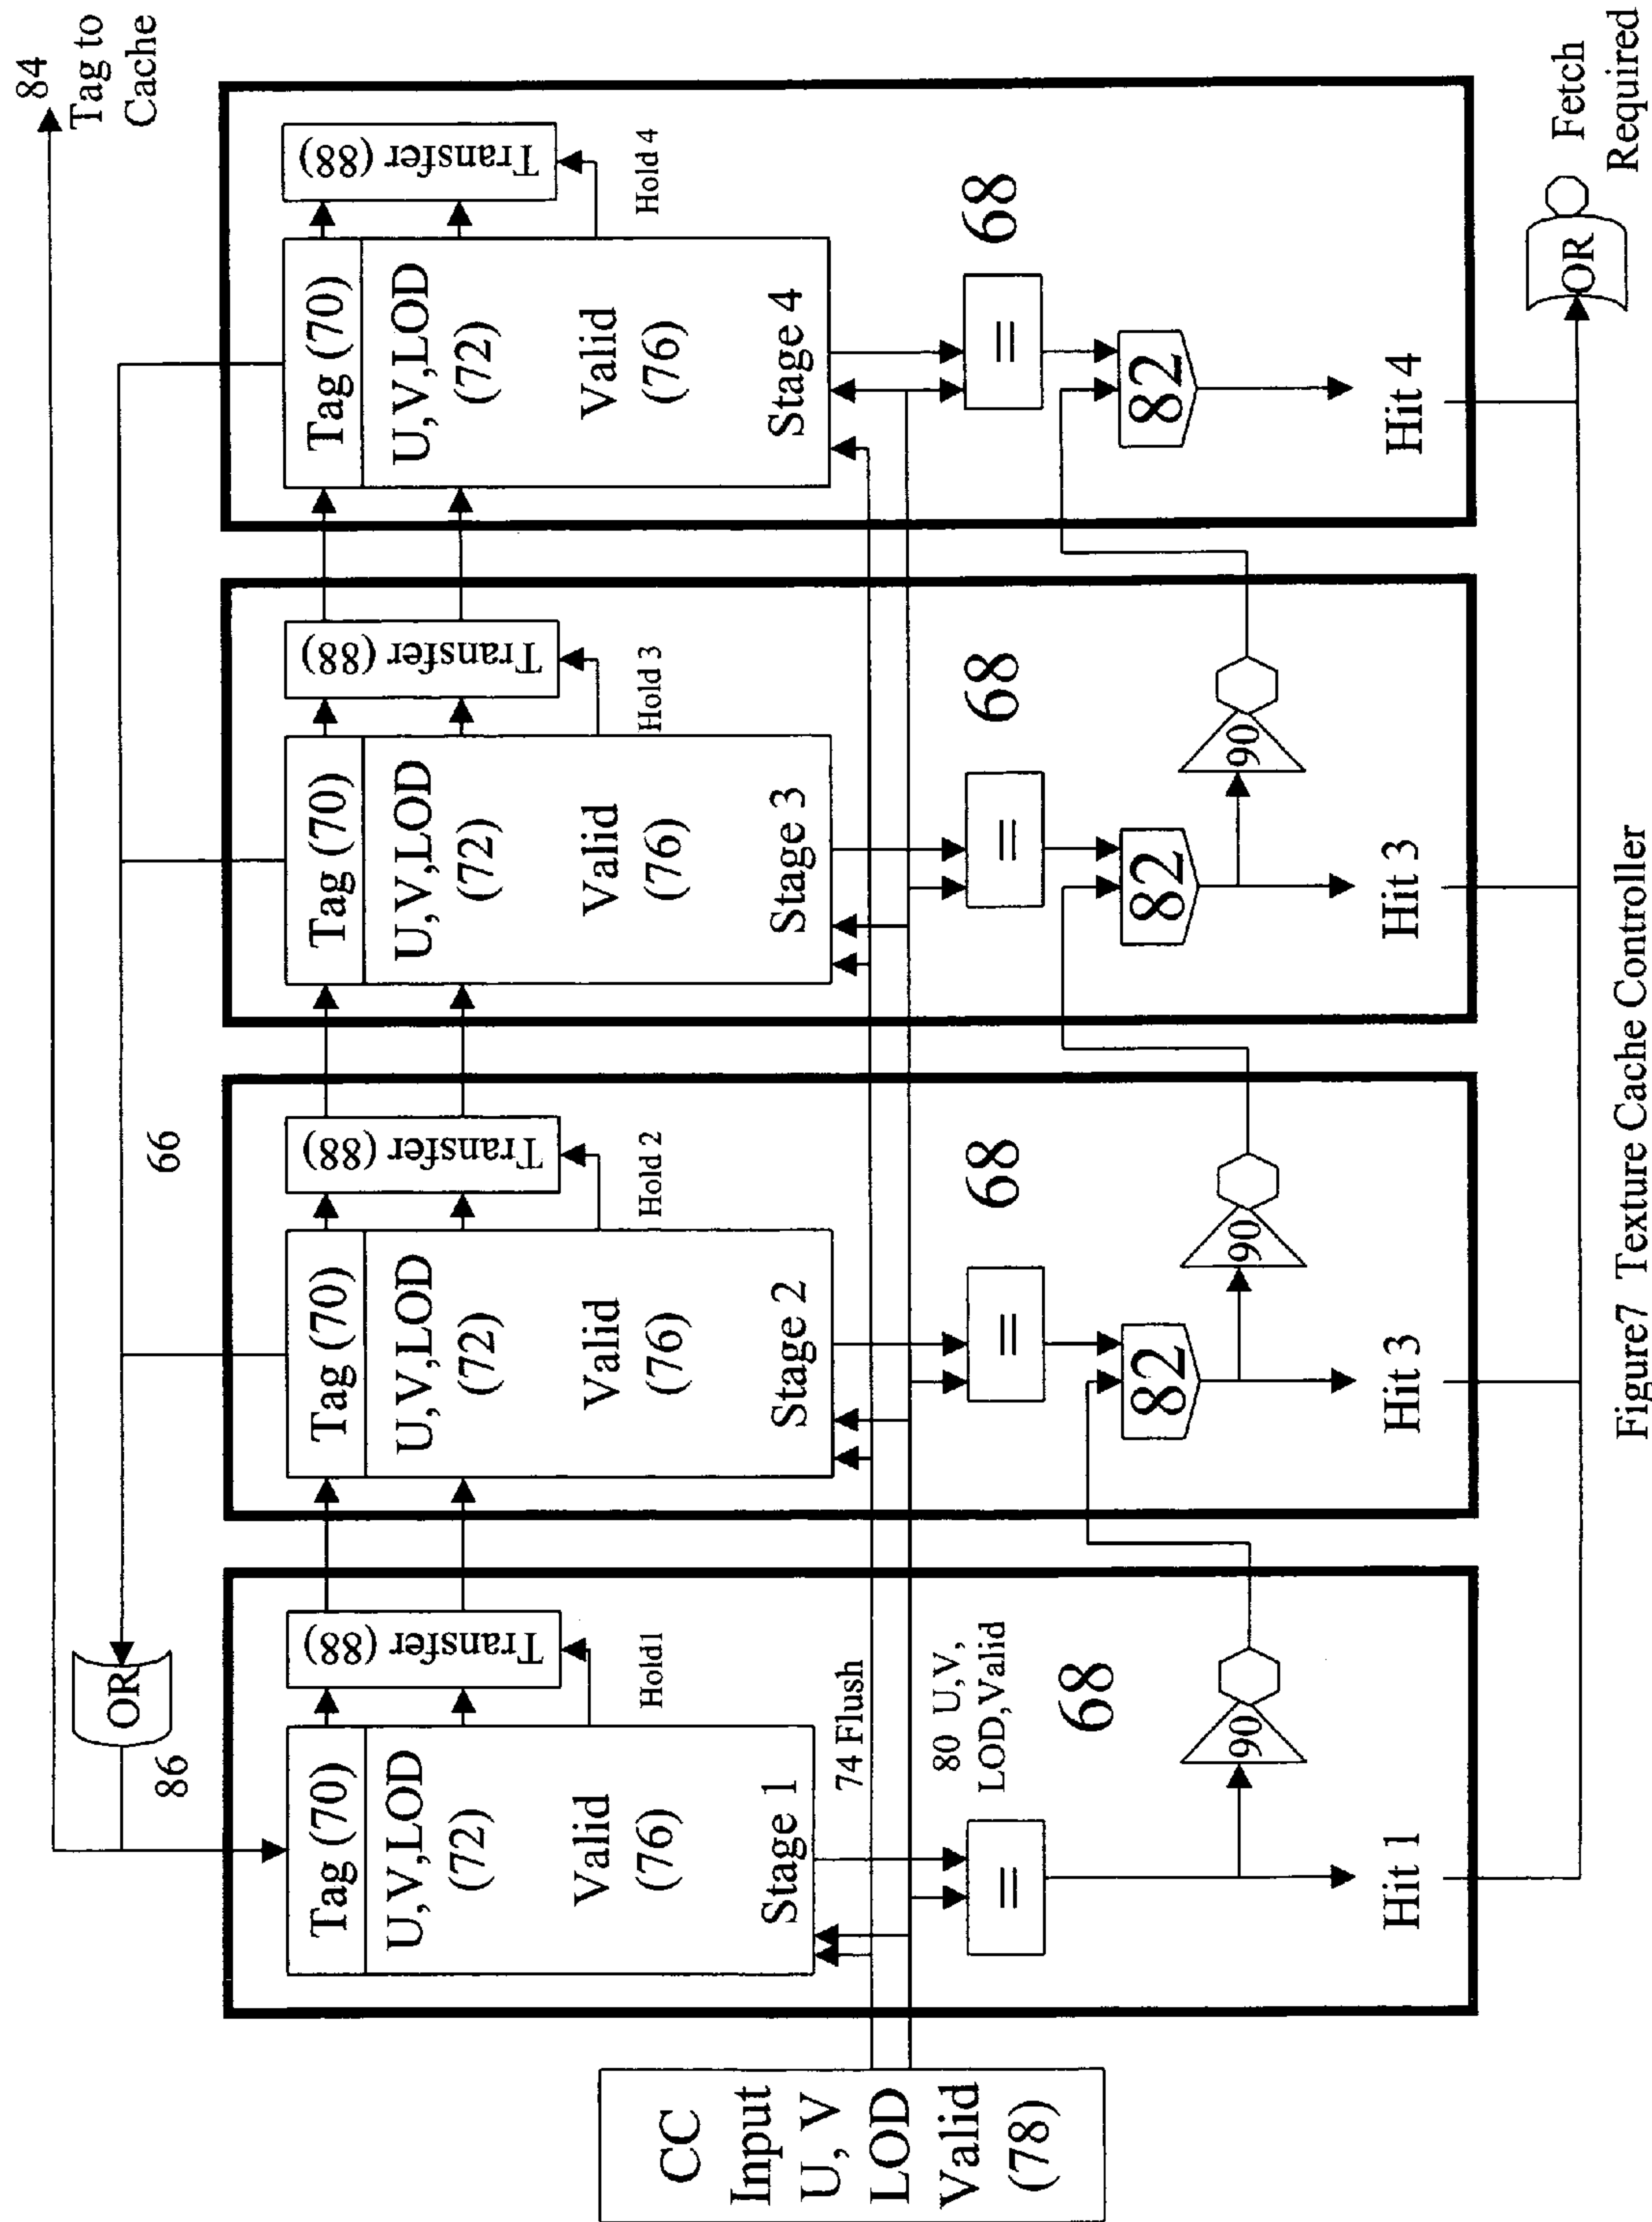 84
Tag to
Cache
66
OR
86
Tag (70)
U,V,LOD
(72)
Valid
(76)
Stage 1
Transfer (88)
Hold1
Tag (70)
U,V,LOD
(72)
Valid
(76)
Stage 2
Transfer (88)
Hold 2
Tag (70)
U,V,LOD
(72)
Valid
(76)
Stage 3
Transfer (88)
Hold 3
Tag (70)
U,V,LOD
(72)
Valid
(76)
Stage 4
Transfer (88)
Hold 4
CC
Input
U, V
LOD
Valid
(78)
74 Flush
80 U,V,
LOD,Valid
=
68
90
Hit 1
=
68
82
90
Hit 3
=
68
82
90
Hit 3
=
68
82
Hit 4
OR
Fetch
Required
Figure7 Texture Cache Controller